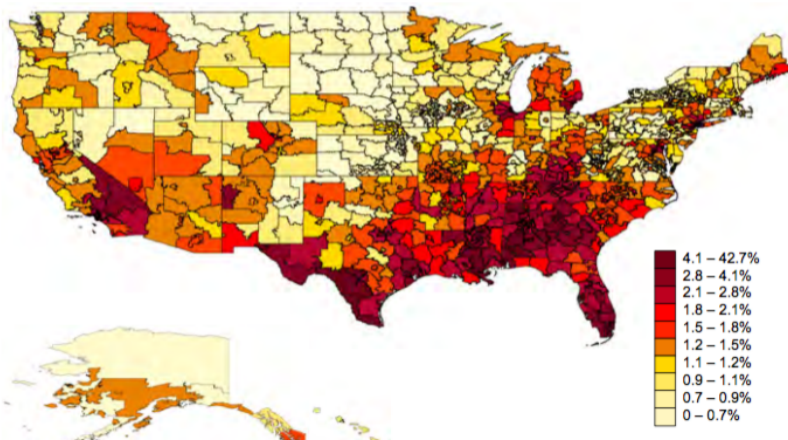 4.1 – 42.7%
2.8 – 4.1%
2.1 – 2.8%
1.8 – 2.1%
1.5 – 1.8%
1.2 – 1.5%
1.1 – 1.2%
0.9 – 1.1%
0.7 – 0.9%
0 – 0.7%